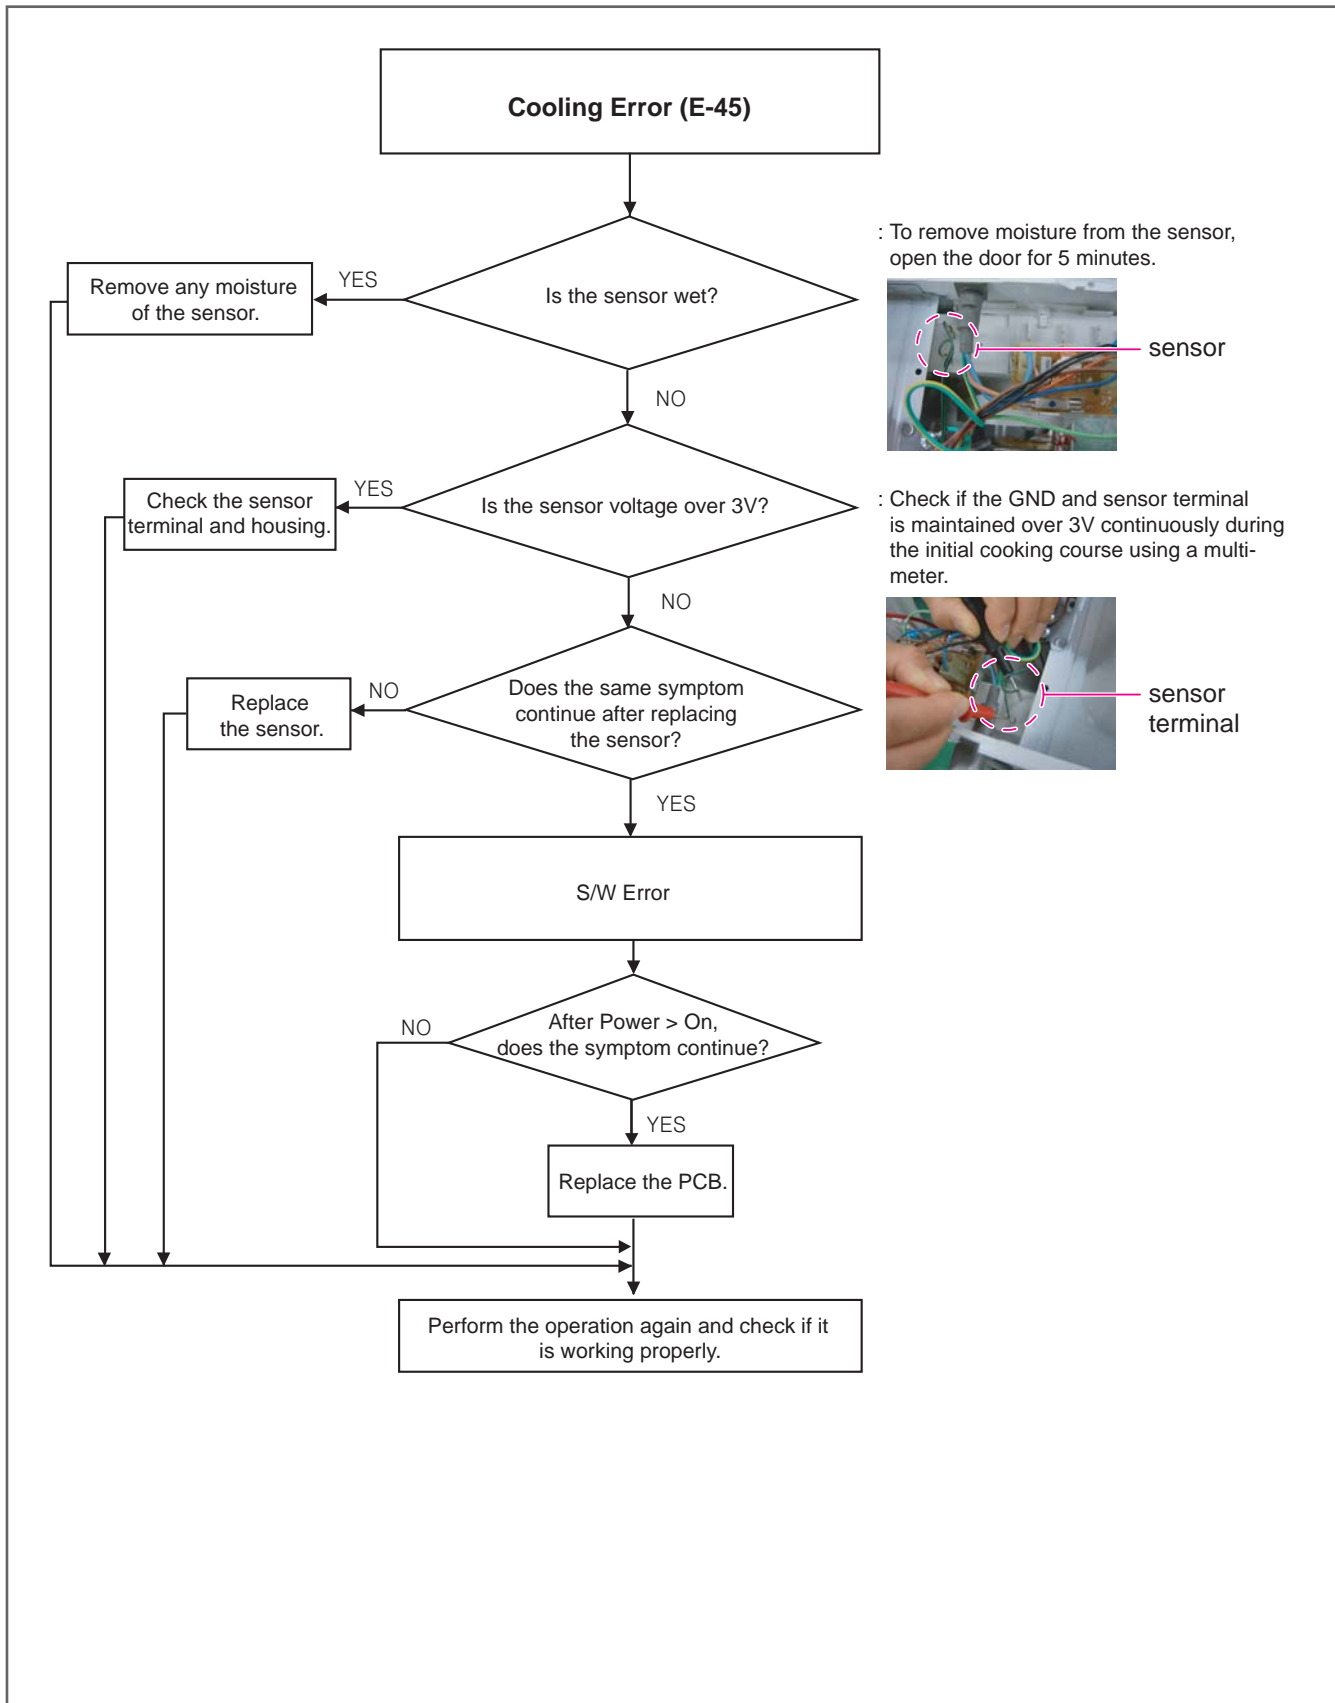 Cooling Error (E-45)
: To remove moisture from the sensor,
open the door for 5 minutes.
YES
Remove any moisture
of the sensor.
Is the sensor wet?
sensor
NO
YES
Check the sensor
terminal and housing.
Is the sensor voltage over 3V?
: Check if the GND and sensor terminal
is maintained over 3V continuously during
the initial cooking course using a multi-
meter.
NO
NO
Replace
the sensor.
Does the same symptom
continue after replacing
the sensor?
sensor
terminal
YES
S/W Error
NO
After Power > On,
does the symptom continue?
YES
Replace the PCB.
Perform the operation again and check if it
is working properly.